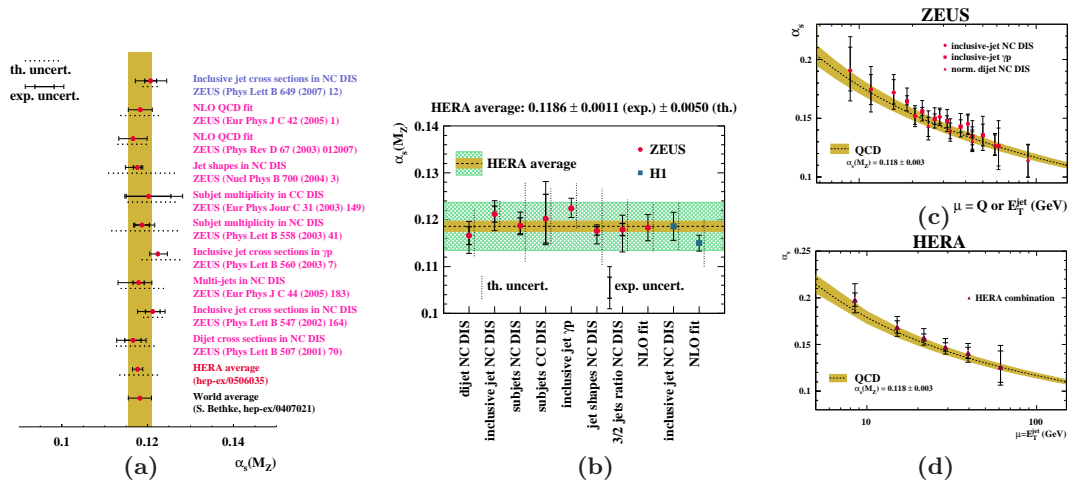 th. uncert.
exp. uncert.
Inclusive jet cross sections in NC DIS
ZEUS (Phys Lett B 649 (2007) 12)
NLO QCD fit
ZEUS (Eur Phys J C 42 (2005) 1)
NLO QCD fit
ZEUS (Phys Rev D 67 (2003) 012007)
Jet shapes in NC DIS
ZEUS (Nucl Phys B 700 (2004) 3)
Subjet multiplicity in CC DIS
ZEUS (Eur Phys Jour C 31 (2003) 149)
Subjet multiplicity in NC DIS
ZEUS (Phys Lett B 558 (2003) 41)
Inclusive jet cross sections in γp
ZEUS (Phys Lett B 560 (2003) 7)
Multi-jets in NC DIS
ZEUS (Eur Phys J C 44 (2005) 183)
Inclusive jet cross sections in NC DIS
ZEUS (Phys Lett B 547 (2002) 164)
Dijet cross sections in NC DIS
ZEUS (Phys Lett B 507 (2001) 70)
HERA average
(hep-ex/0506035)
World average
(S. Bethke, hep-ex/0407021)
0.1 0.12 0.14
αs(MZ)
(a)
HERA average: 0.1186 ± 0.0011 (exp.) ± 0.0050 (th.)
αs(MZ)
0.14
0.13
0.12
0.11
0.1
HERA average
ZEUS
H1
th. uncert.
exp. uncert.
dijet NC DIS
inclusive jet NC DIS
subjets NC DIS
subjets CC DIS
inclusive jet γp
jet shapes NC DIS
3/2 jets ratio NC DIS
NLO fit
inclusive jet NC DIS
NLO fit
(b)
ZEUS
αs
0.2
0.15
0.1
inclusive-jet NC DIS
inclusive-jet γp
norm. dijet NC DIS
QCD
αs(MZ) = 0.118 ± 0.003
10 100
μ = Q or E_T^jet (GeV)
(c)
HERA
αs
0.25
0.2
0.15
0.1
HERA combination
QCD
αs(MZ) = 0.118 ± 0.003
10 100
μ=E_T^jet (GeV)
(d)